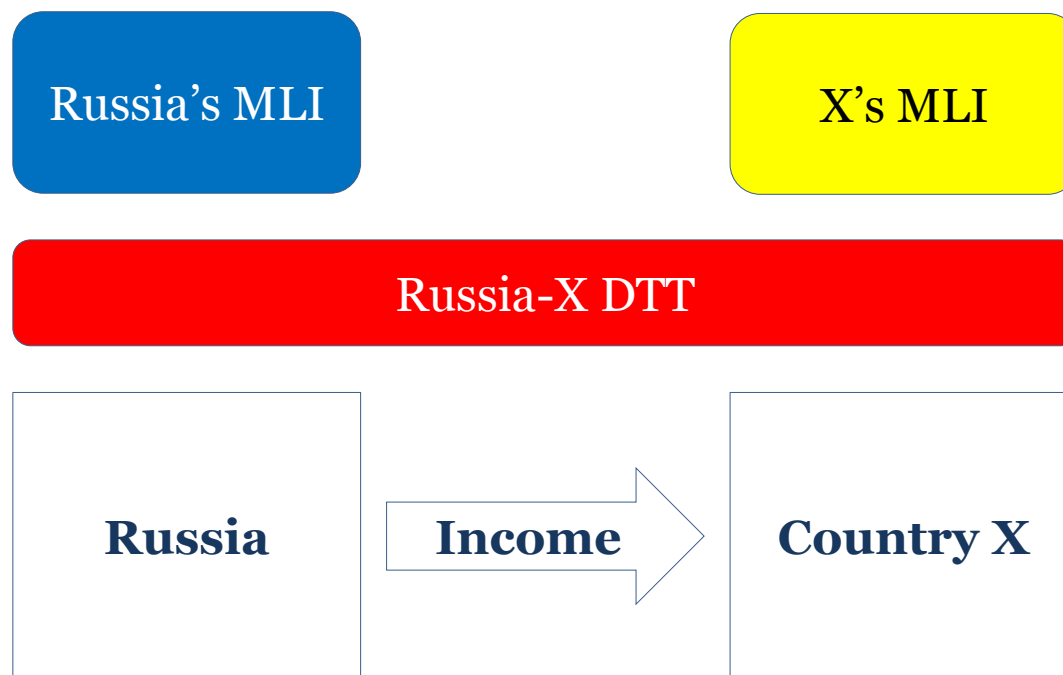 Russia’s MLI
X’s MLI
Russia-X DTT
Russia
Income
Country X